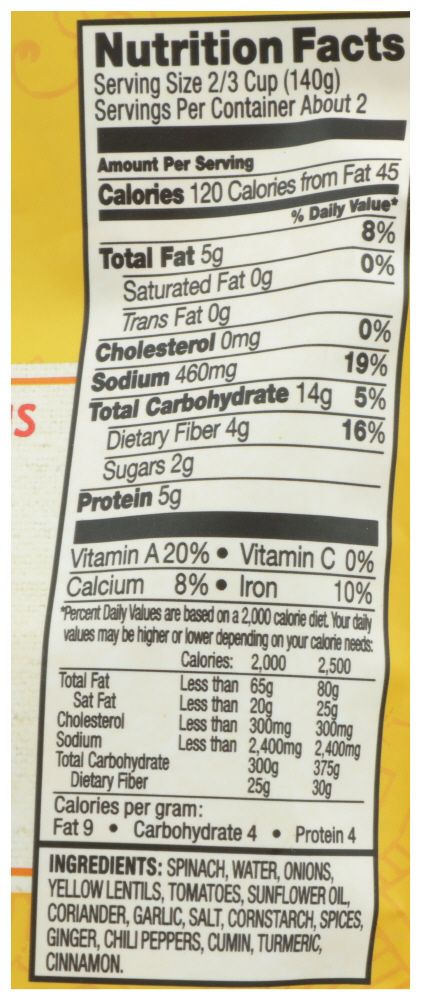 Nutrition Facts
Serving Size 2/3 Cup (140g)
Servings Per Container About 2
Amount Per Serving
Calories 120 Calories from Fat 45
% Daily Value*
Total Fat 5g 8%
Saturated Fat 0g 0%
Trans Fat 0g
Cholesterol 0mg 0%
Sodium 460mg 19%
Total Carbohydrate 14g 5%
Dietary Fiber 4g 16%
Sugars 2g
Protein 5g
Vitamin A 20% • Vitamin C 0%
Calcium 8% • Iron 10%
*Percent Daily Values are based on a 2,000 calorie diet. Your daily
values may be higher or lower depending on your calorie needs:
Calories: 2,000 2,500
Total Fat Less than 65g 80g
Sat Fat Less than 20g 25g
Cholesterol Less than 300mg 300mg
Sodium Less than 2,400mg 2,400mg
Total Carbohydrate 300g 375g
Dietary Fiber 25g 30g
Calories per gram:
Fat 9 • Carbohydrate 4 • Protein 4
INGREDIENTS: SPINACH, WATER, ONIONS,
YELLOW LENTILS, TOMATOES, SUNFLOWER OIL,
CORIANDER, GARLIC, SALT, CORNSTARCH, SPICES,
GINGER, CHILI PEPPERS, CUMIN, TURMERIC,
CINNAMON.